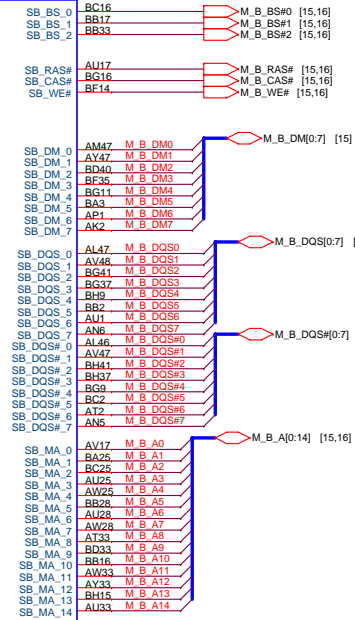 SB_BS_0 BC16 M_B_BS#0 [15,16]
SB_BS_1 BB17 M_B_BS#1 [15,16]
SB_BS_2 BB33 M_B_BS#2 [15,16]
SB_RAS# AU17 M_B_RAS# [15,16]
SB_CAS# BG16 M_B_CAS# [15,16]
SB_WE# BF14 M_B_WE# [15,16]
M_B_DM[0:7] [15]
SB_DM_0 AM47 M_B_DM0
SB_DM_1 AY47 M_B_DM1
SB_DM_2 BD40 M_B_DM2
SB_DM_3 BF35 M_B_DM3
SB_DM_4 BG11 M_B_DM4
SB_DM_5 BA3 M_B_DM5
SB_DM_6 AP1 M_B_DM6
SB_DM_7 AK2 M_B_DM7
M_B_DQS[0:7] [
SB_DQS_0 AL47 M_B_DQS0
SB_DQS_1 AV48 M_B_DQS1
SB_DQS_2 BG41 M_B_DQS2
SB_DQS_3 BG37 M_B_DQS3
SB_DQS_4 BH9 M_B_DQS4
SB_DQS_5 BB2 M_B_DQS5
SB_DQS_6 AU1 M_B_DQS6
SB_DQS_7 AN6 M_B_DQS7
M_B_DQS#[0:7]
SB_DQS#_0 AL46 M_B_DQS#0
SB_DQS#_1 AV47 M_B_DQS#1
SB_DQS#_2 BH41 M_B_DQS#2
SB_DQS#_3 BH37 M_B_DQS#3
SB_DQS#_4 BG9 M_B_DQS#4
SB_DQS#_5 BC2 M_B_DQS#5
SB_DQS#_6 AT2 M_B_DQS#6
SB_DQS#_7 AN5 M_B_DQS#7
M_B_A[0:14] [15,16]
SB_MA_0 AV17 M_B_A0
SB_MA_1 BA25 M_B_A1
SB_MA_2 BC25 M_B_A2
SB_MA_3 AU25 M_B_A3
SB_MA_4 AW25 M_B_A4
SB_MA_5 BB28 M_B_A5
SB_MA_6 AU28 M_B_A6
SB_MA_7 AW28 M_B_A7
SB_MA_8 AT33 M_B_A8
SB_MA_9 BD33 M_B_A9
SB_MA_10 BB16 M_B_A10
SB_MA_11 AW33 M_B_A11
SB_MA_12 AY33 M_B_A12
SB_MA_13 BH15 M_B_A13
SB_MA_14 AU33 M_B_A14